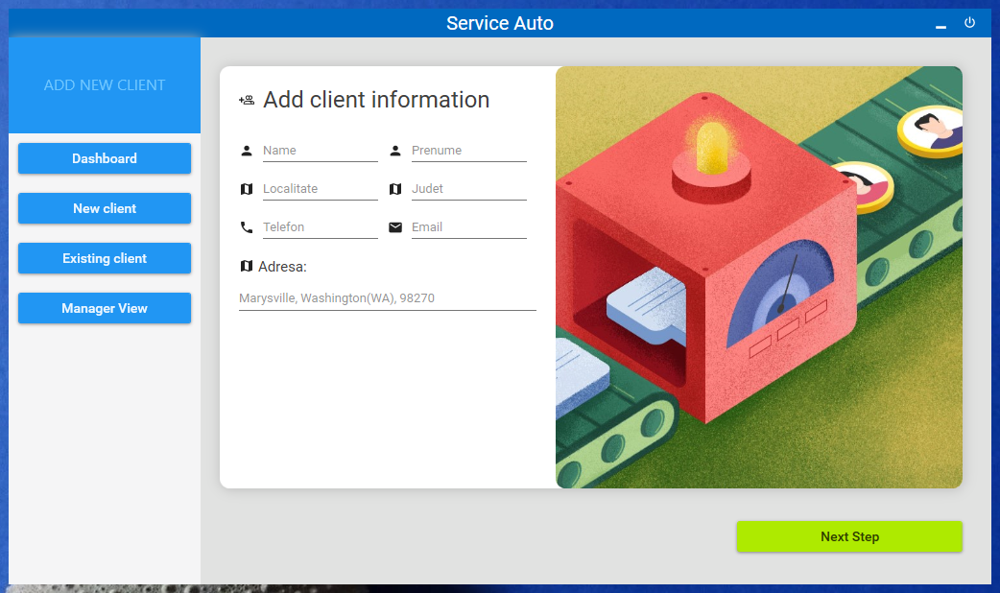 Service Auto
ADD NEW CLIENT
Dashboard
New client
Existing client
Manager View
Add client information
Name Prenume
Localitate Judet
Telefon Email
Adresa:
Marysville, Washington(WA), 98270
Next Step